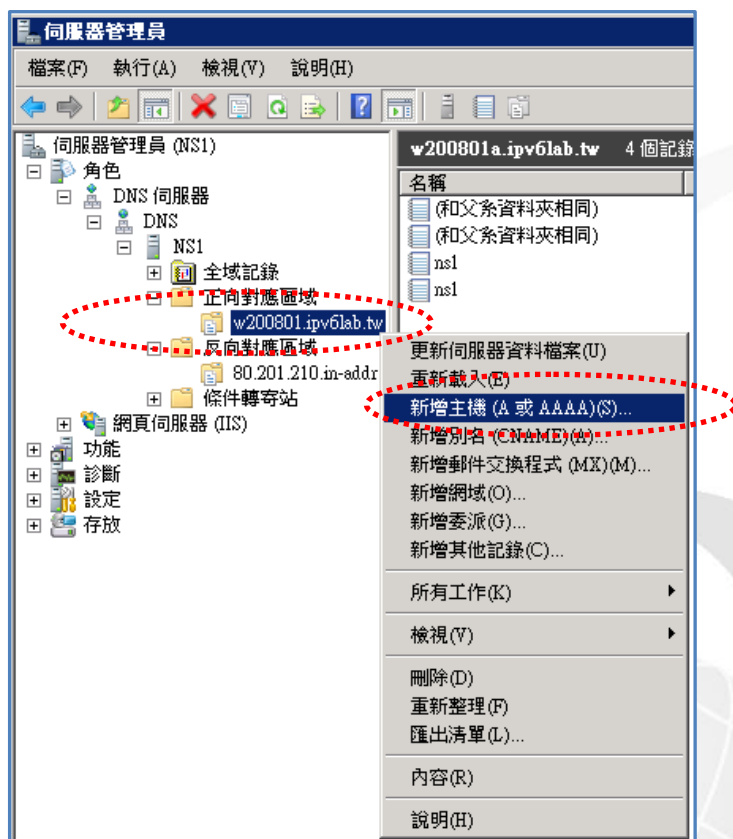 伺服器管理員
檔案(F) 執行(A) 檢視(V) 說明(H)
伺服器管理員 (NS1)
角色
DNS 伺服器
DNS
NS1
全域記錄
正向對應區域
w200801.ipv6lab.tw
反向對應區域
80.201.210.in-addr
條件轉寄站
網頁伺服器 (IIS)
功能
診斷
設定
存放
w200801a.ipv6lab.tw 4 個記錄
名稱
(和父系資料夾相同)
(和父系資料夾相同)
ns1
ns1
更新伺服器資料檔案(U)
重新載入(E)
新增主機 (A 或 AAAA)(S)...
新增別名 (CNAME)(A)...
新增郵件交換程式 (MX)(M)...
新增網域(O)...
新增委派(G)...
新增其他記錄(C)...
所有工作(K)
檢視(V)
刪除(D)
重新整理(F)
匯出清單(L)...
內容(R)
說明(H)